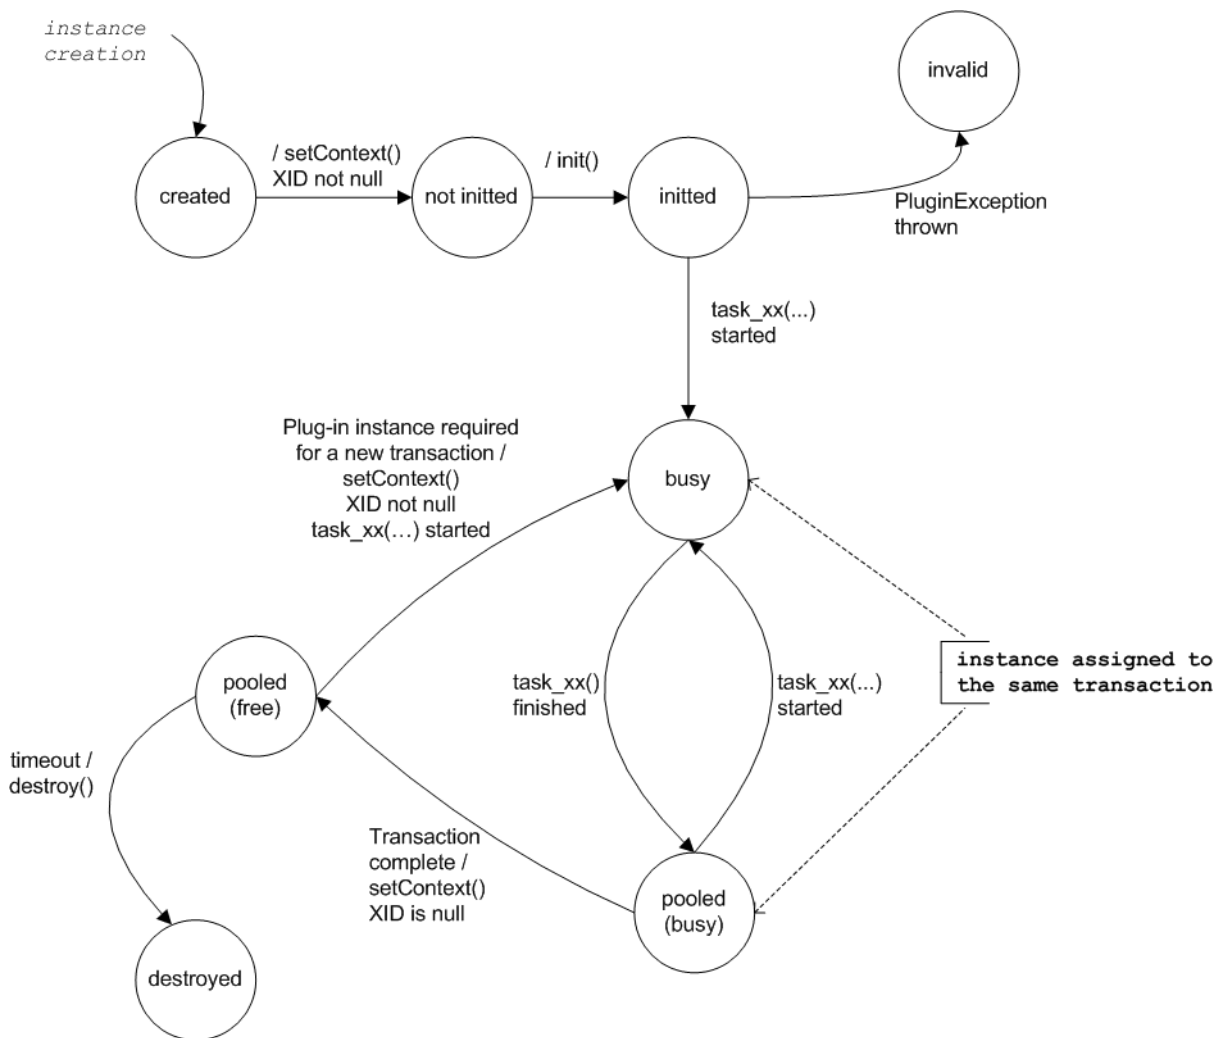 instance
creation
invalid
/ setContext()
XID not null
/ init()
created
not initted
initted
PluginException
thrown
task_xx(...)
started
Plug-in instance required
for a new transaction /
setContext()
XID not null
task_xx(...) started
busy
instance assigned to
the same transaction
pooled
(free)
task_xx()
finished
task_xx(...)
started
timeout /
destroy()
Transaction
complete /
setContext()
XID is null
pooled
(busy)
destroyed